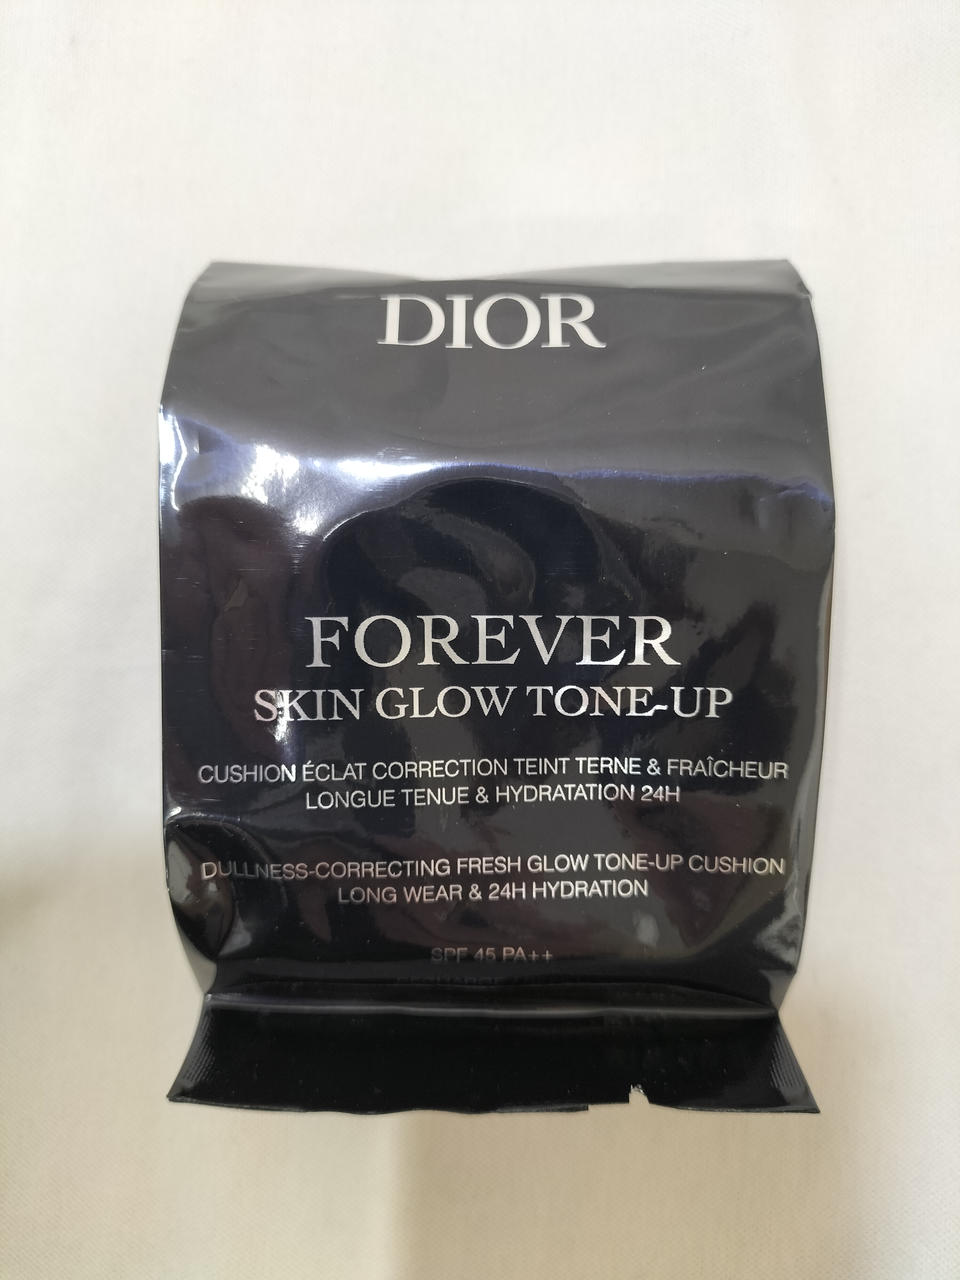 DIOR
FOREVER
SKIN GLOW TONE-UP
CUSHION ÉCLAT CORRECTION TEINT TERNE & FRAÎCHEUR
LONGUE TENUE & HYDRATATION 24H
DULLNESS-CORRECTING FRESH GLOW TONE-UP CUSHION
LONG WEAR & 24H HYDRATION
SPF 45 PA++